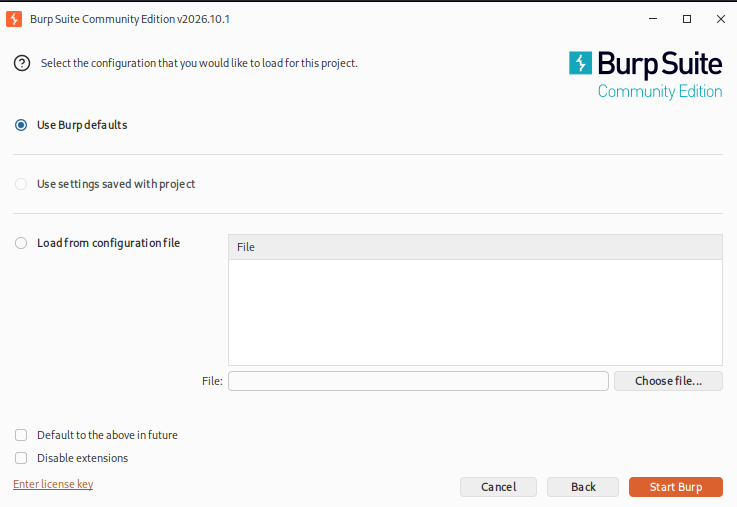 Burp Suite Community Edition v2026.10.1
Select the configuration that you would like to load for this project.
Burp Suite
Community Edition
Use Burp defaults
Use settings saved with project
Load from configuration file
File
File:
Choose file...
Default to the above in future
Disable extensions
Enter license key
Cancel
Back
Start Burp